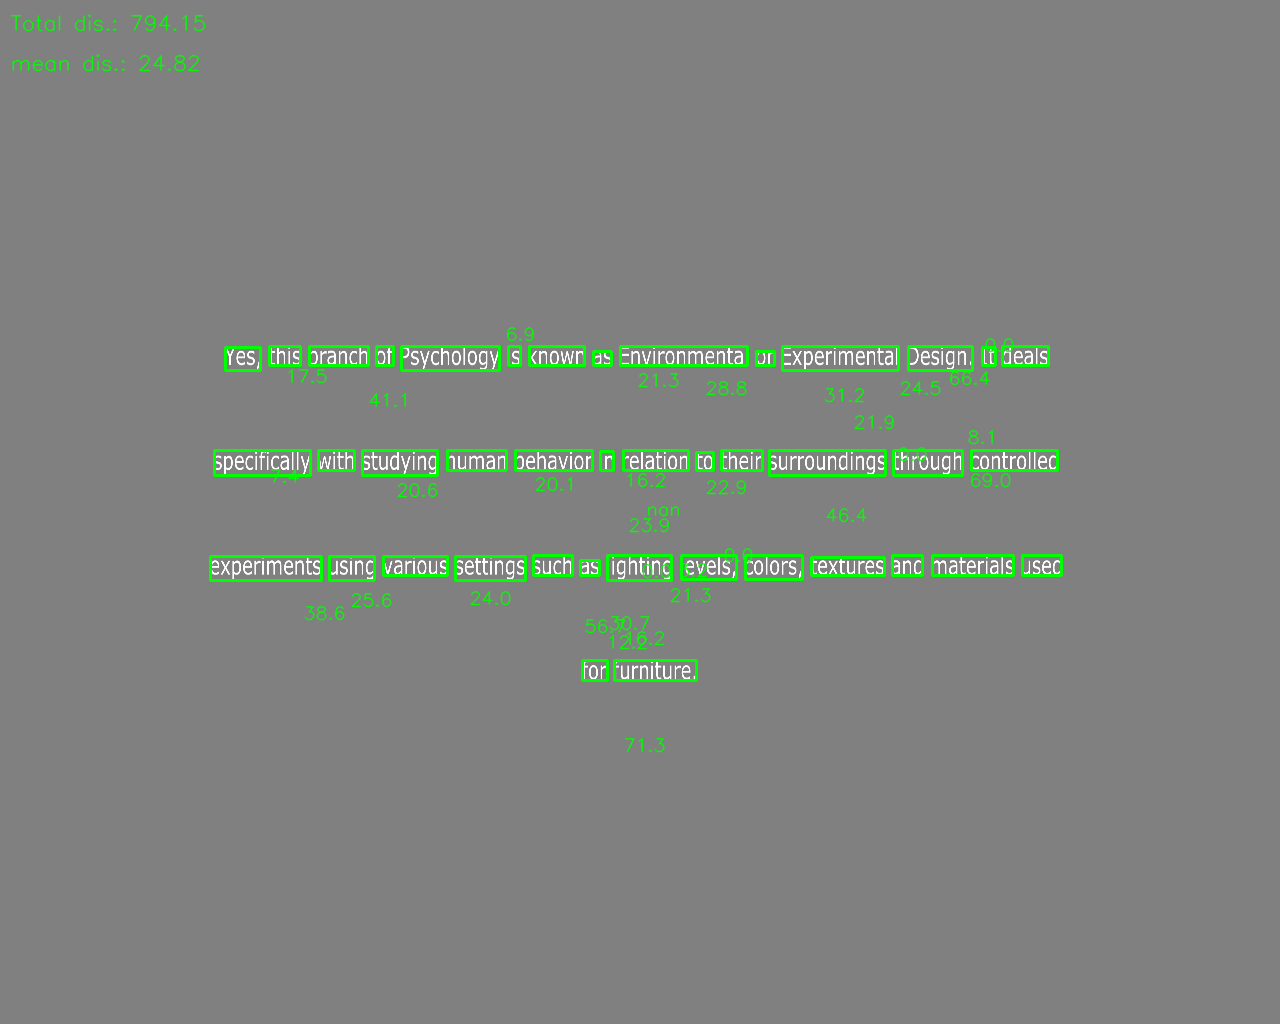 Total dis.: 794.15
mean dis.: 24.82
6.9
Yes, this branch of Psychology is known as Environmental or Experimental Design. It deals
17.5 21.3 28.8 31.2 24.5 66.4
41.1
21.9
8.1
specifically with studying human behavior in relation to their surroundings through controlled
20.6 20.1 16.2 22.9 69.0
nan 46.4
23.9
experiments using various settings such as lighting levels, colors, textures and materials used
38.6 25.6 24.0 21.3
56.7 30.7
12.2 16.2
for furniture.
71.3